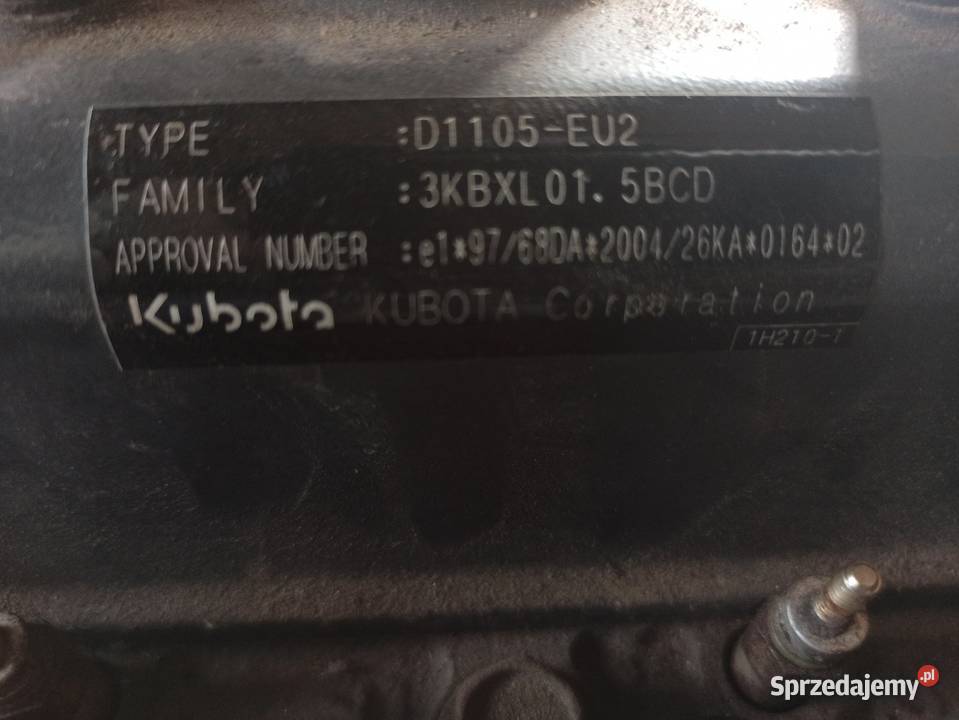 TYPE :D1105-EU2
FAMILY :3KBXL01.5BCD
APPROVAL NUMBER :e1*97/68DA*2004/26KA*0164*02
Kubota KUBOTA Corporation
1H210-1
Sprzedajemy.pl